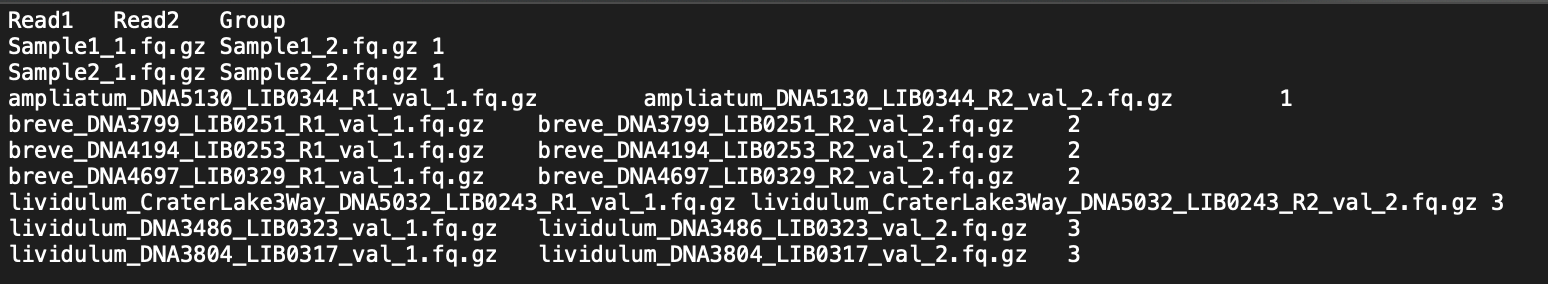 Read1 Read2 Group
Sample1_1.fq.gz Sample1_2.fq.gz 1
Sample2_1.fq.gz Sample2_2.fq.gz 1
ampliatum_DNA5130_LIB0344_R1_val_1.fq.gz ampliatum_DNA5130_LIB0344_R2_val_2.fq.gz 1
breve_DNA3799_LIB0251_R1_val_1.fq.gz breve_DNA3799_LIB0251_R2_val_2.fq.gz 2
breve_DNA4194_LIB0253_R1_val_1.fq.gz breve_DNA4194_LIB0253_R2_val_2.fq.gz 2
breve_DNA4697_LIB0329_R1_val_1.fq.gz breve_DNA4697_LIB0329_R2_val_2.fq.gz 2
lividulum_CraterLake3Way_DNA5032_LIB0243_R1_val_1.fq.gz lividulum_CraterLake3Way_DNA5032_LIB0243_R2_val_2.fq.gz 3
lividulum_DNA3486_LIB0323_val_1.fq.gz lividulum_DNA3486_LIB0323_val_2.fq.gz 3
lividulum_DNA3804_LIB0317_val_1.fq.gz lividulum_DNA3804_LIB0317_val_2.fq.gz 3